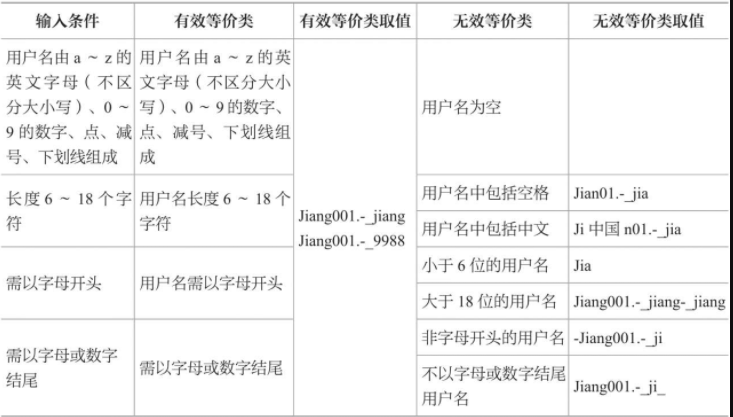 输入条件 有效等价类 有效等价类取值 无效等价类 无效等价类取值
用户名由 a ~ z 的
英文字母（不区
分大小写）、0 ~
9 的数字、点、减
号、下划线组成
用户名由 a ~ z 的英
文字母（不区分大小
写）、0 ~ 9 的数字、
点、减号、下划线组
成
用户名为空
长度 6 ~ 18 个字
符
用户名长度 6 ~ 18 个
字符
Jiang001.-_jiang
Jiang001.-_9988
用户名中包括空格 Jian01.-_jia
用户名中包括中文 Ji 中国 n01.-_jia
需以字母开头 用户名需以字母开头
小于 6 位的用户名 Jia
大于 18 位的用户名 Jiang001.-_jiang-_jiang
需以字母或数字
结尾
需以字母或数字结尾
非字母开头的用户名 -Jiang001.-_ji
不以字母或数字结尾
用户名
Jiang001.-_ji_